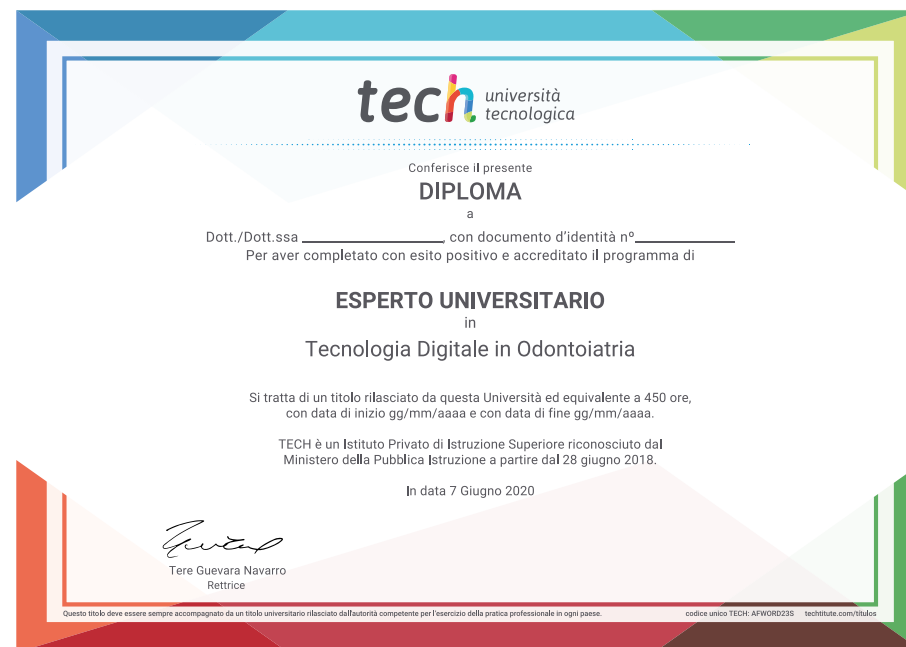 tech università
tecnologica
Conferisce il presente
DIPLOMA
a
Dott./Dott.ssa ____________________, con documento d'identità nº______________
Per aver completato con esito positivo e accreditato il programma di
ESPERTO UNIVERSITARIO
in
Tecnologia Digitale in Odontoiatria
Si tratta di un titolo rilasciato da questa Università ed equivalente a 450 ore,
con data di inizio gg/mm/aaaa e con data di fine gg/mm/aaaa.
TECH è un Istituto Privato di Istruzione Superiore riconosciuto dal
Ministero della Pubblica Istruzione a partire dal 28 giugno 2018.
In data 7 Giugno 2020
Tere Guevara Navarro
Rettrice
Questo titolo deve essere sempre accompagnato da un titolo universitario rilasciato dall'autorità competente per l'esercizio della pratica professionale in ogni paese.
codice unico TECH: AFWORD23S techtitute.com/títulos